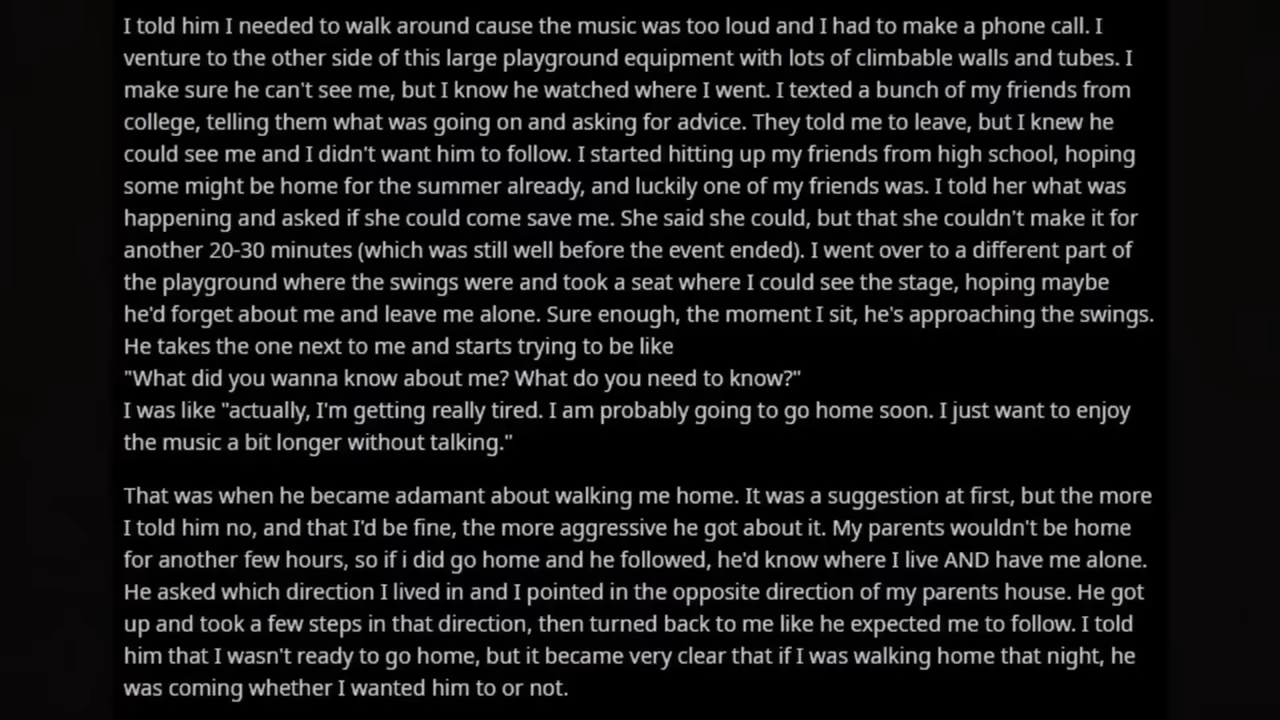 I told him I needed to walk around cause the music was too loud and I had to make a phone call. I
venture to the other side of this large playground equipment with lots of climbable walls and tubes. I
make sure he can't see me, but I know he watched where I went. I texted a bunch of my friends from
college, telling them what was going on and asking for advice. They told me to leave, but I knew he
could see me and I didn't want him to follow. I started hitting up my friends from high school, hoping
some might be home for the summer already, and luckily one of my friends was. I told her what was
happening and asked if she could come save me. She said she could, but that she couldn't make it for
another 20-30 minutes (which was still well before the event ended). I went over to a different part of
the playground where the swings were and took a seat where I could see the stage, hoping maybe
he'd forget about me and leave me alone. Sure enough, the moment I sit, he's approaching the swings.
He takes the one next to me and starts trying to be like
"What did you wanna know about me? What do you need to know?"
I was like "actually, I'm getting really tired. I am probably going to go home soon. I just want to enjoy
the music a bit longer without talking."
That was when he became adamant about walking me home. It was a suggestion at first, but the more
I told him no, and that I'd be fine, the more aggressive he got about it. My parents wouldn't be home
for another few hours, so if i did go home and he followed, he'd know where I live AND have me alone.
He asked which direction I lived in and I pointed in the opposite direction of my parents house. He got
up and took a few steps in that direction, then turned back to me like he expected me to follow. I told
him that I wasn't ready to go home, but it became very clear that if I was walking home that night, he
was coming whether I wanted him to or not.